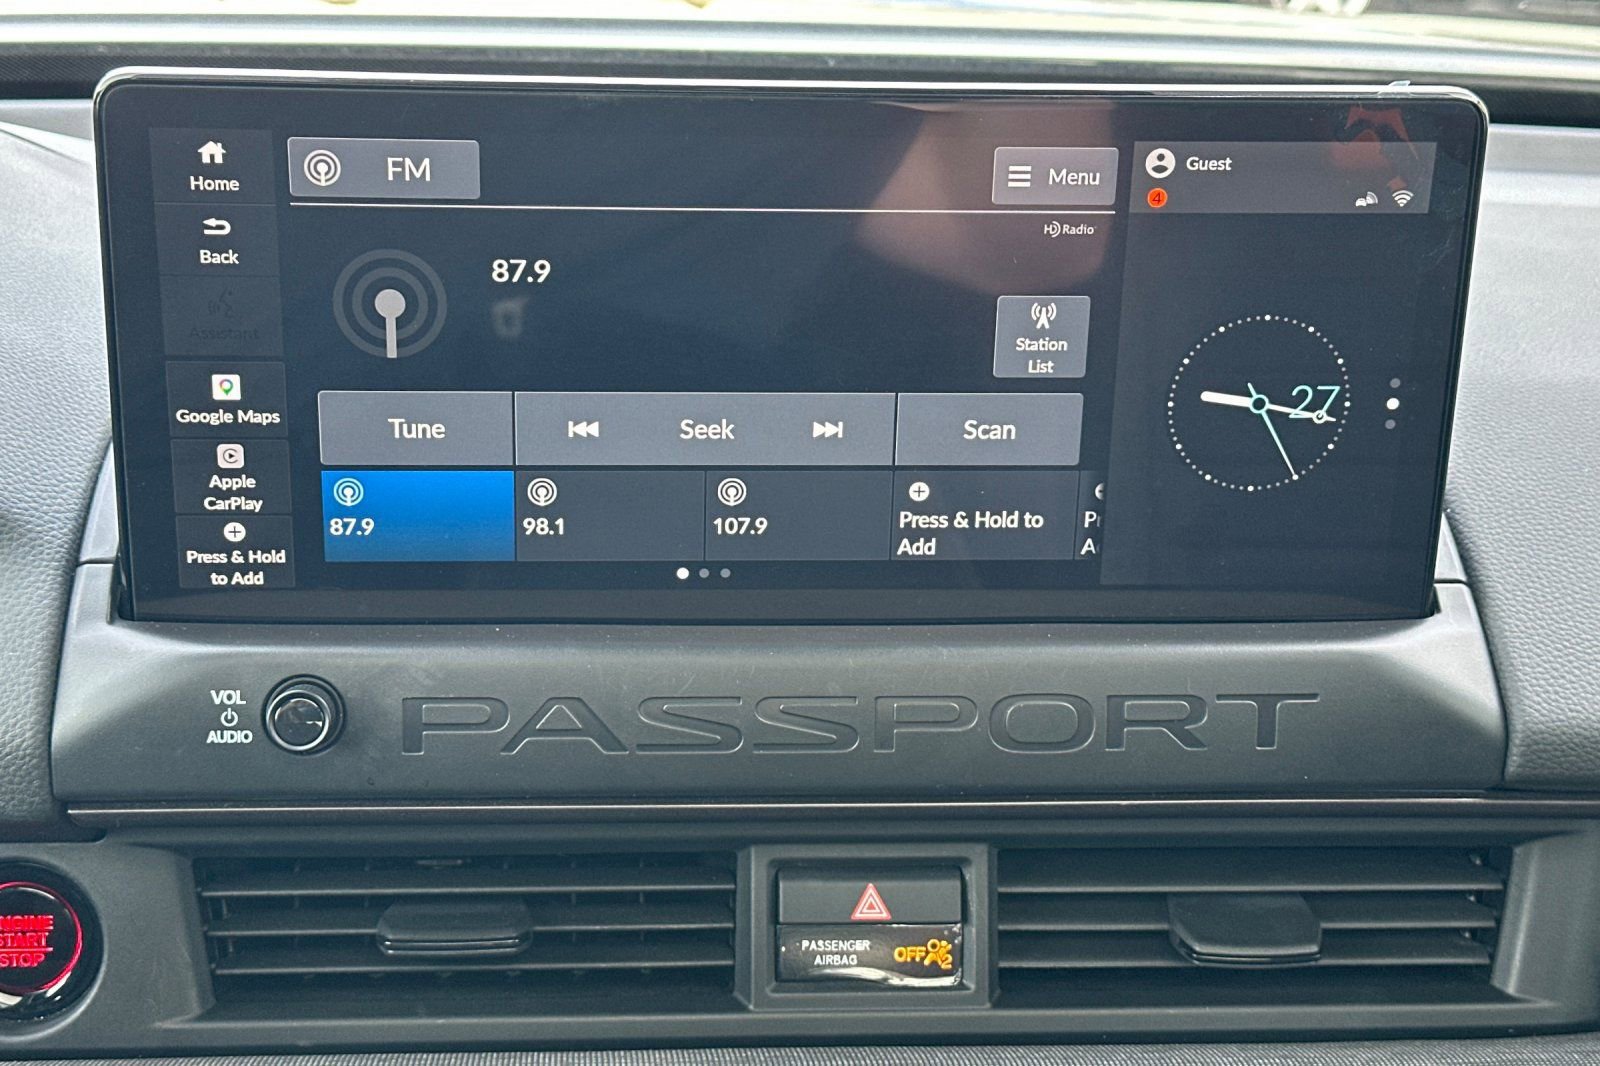 Home
Back
Assistant
Google Maps
Apple
CarPlay
Press & Hold
to Add
FM
Menu
HD Radio
87.9
Station
List
Tune
Seek
Scan
87.9
98.1
107.9
Press & Hold to
Add
Guest
4
27
VOL
AUDIO
PASSPORT
ENGINE
START
STOP
PASSENGER
AIRBAG
OFF
2